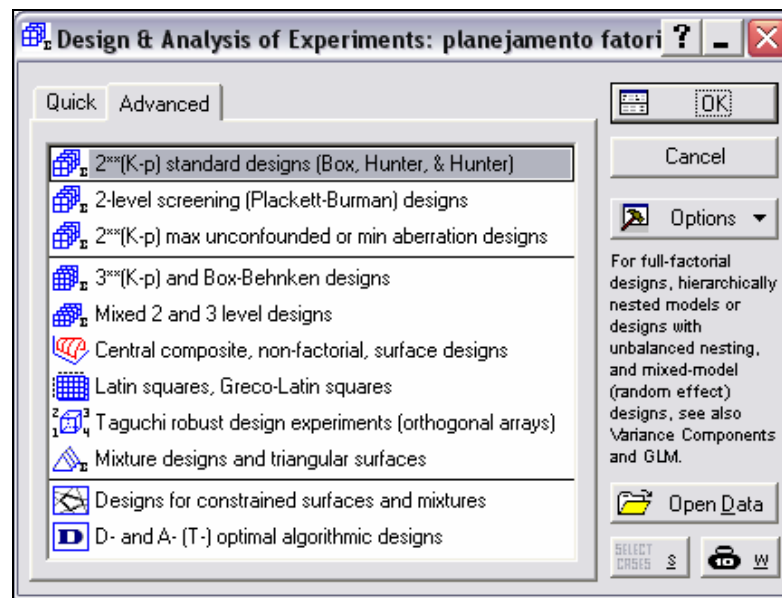 Design & Analysis of Experiments: planejamento fatori
Quick
Advanced
2**(K-p) standard designs (Box, Hunter, & Hunter)
2-level screening (Plackett-Burman) designs
2**(K-p) max unconfounded or min aberration designs
3**(K-p) and Box-Behnken designs
Mixed 2 and 3 level designs
Central composite, non-factorial, surface designs
Latin squares, Greco-Latin squares
Taguchi robust design experiments (orthogonal arrays)
Mixture designs and triangular surfaces
Designs for constrained surfaces and mixtures
D- and A- (T-) optimal algorithmic designs
OK
Cancel
Options
For full-factorial
designs, hierarchically
nested models or
designs with
unbalanced nesting,
and mixed-model
(random effect)
designs, see also
Variance Components
and GLM.
Open Data
SELECT
CASES
S
W